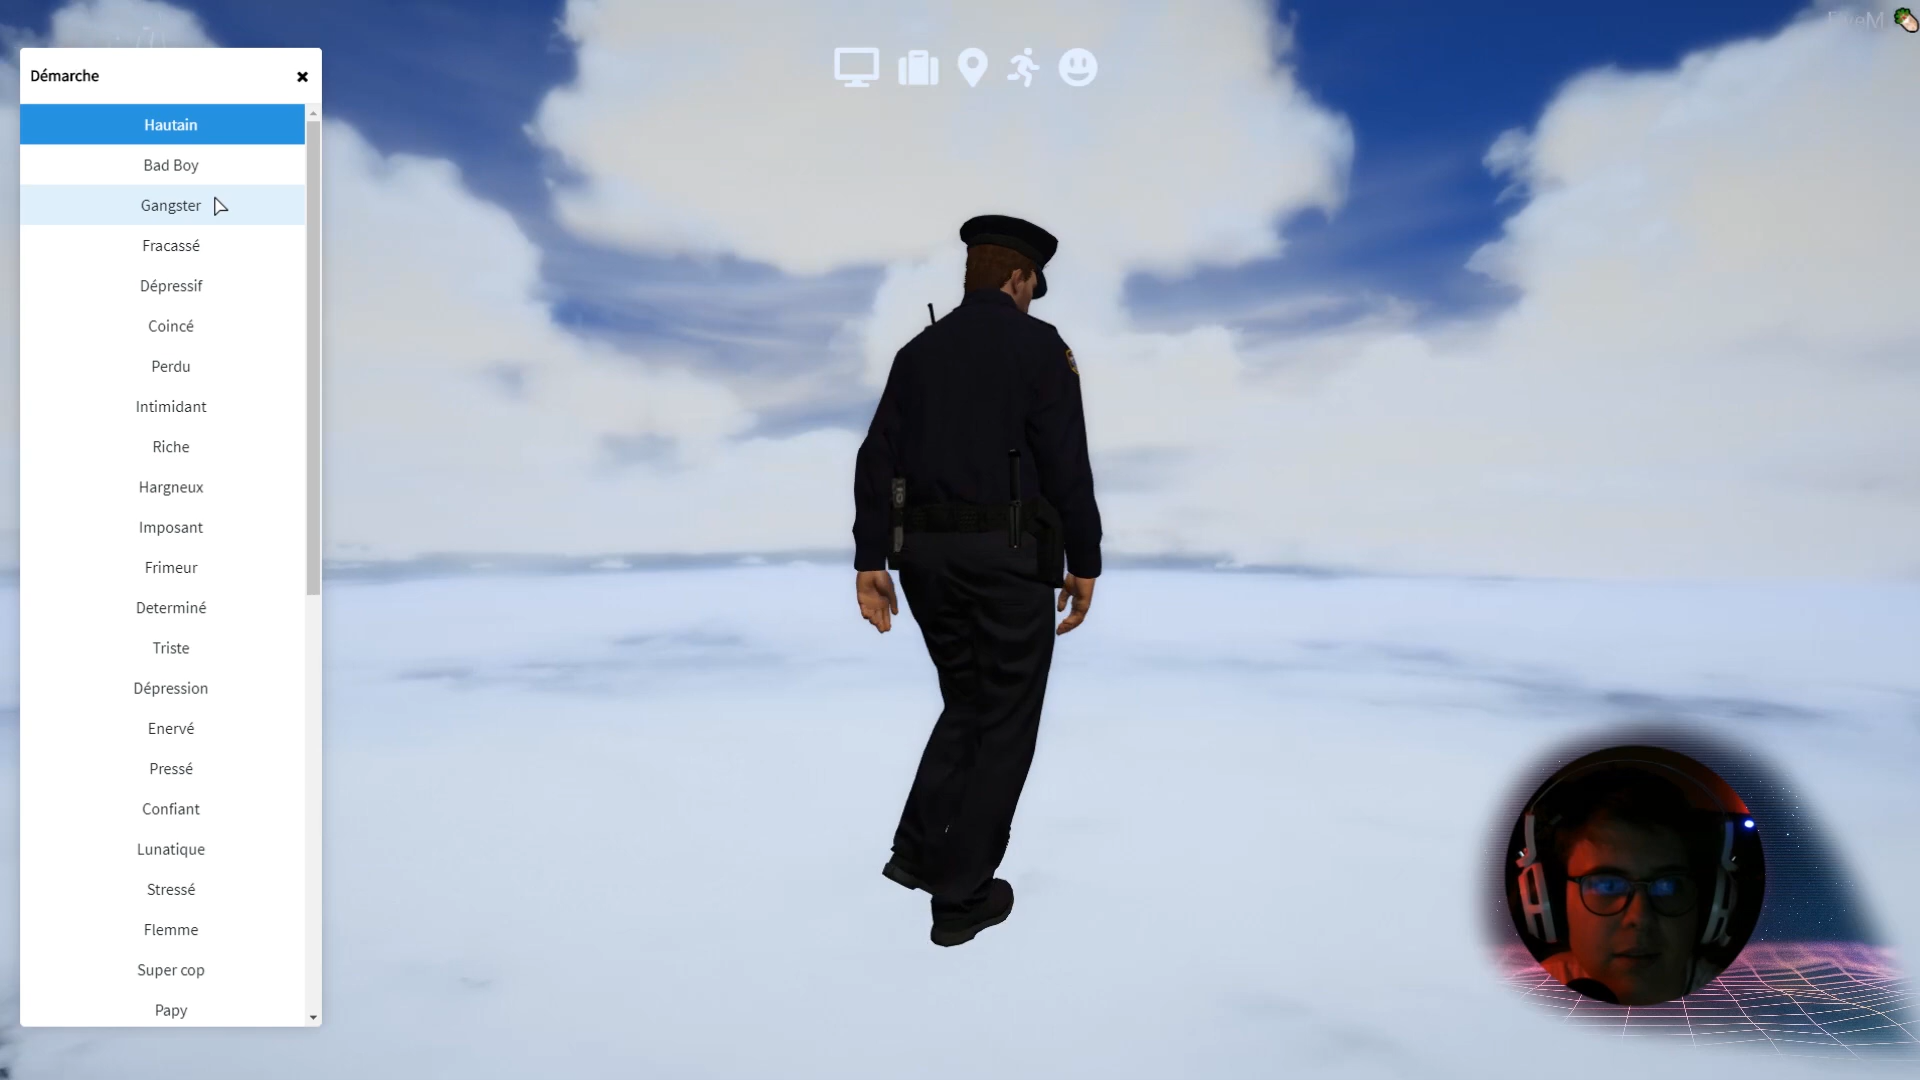 FiveM
Démarche
Hautain
Bad Boy
Gangster
Fracassé
Dépressif
Coincé
Perdu
Intimidant
Riche
Hargneux
Imposant
Frimeur
Determiné
Triste
Dépression
Enervé
Pressé
Confiant
Lunatique
Stressé
Flemme
Super cop
Papy